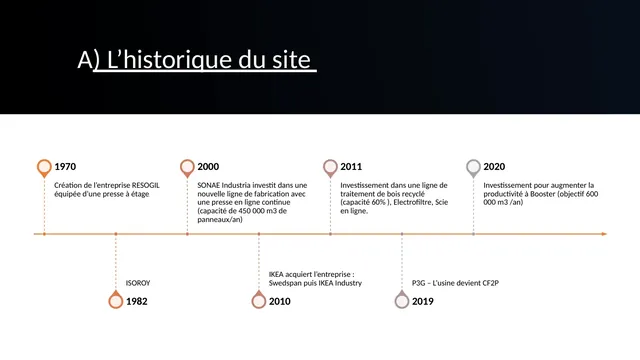 A) L’historique du site
1970
Création de l’entreprise RESOGIL
équipée d’une presse à étage
2000
SONAE Industria investit dans une
nouvelle ligne de fabrication avec
une presse en ligne continue
(capacité de 450 000 m3 de
panneaux/an)
2011
Investissement dans une ligne de
traitement de bois recyclé
(capacité 60% ), Electrofiltre, Scie
en ligne.
2020
Investissement pour augmenter la
productivité à Booster (objectif 600
000 m3 /an)
ISOROY
1982
IKEA acquiert l’entreprise :
Swedspan puis IKEA Industry
2010
P3G – L’usine devient CF2P
2019